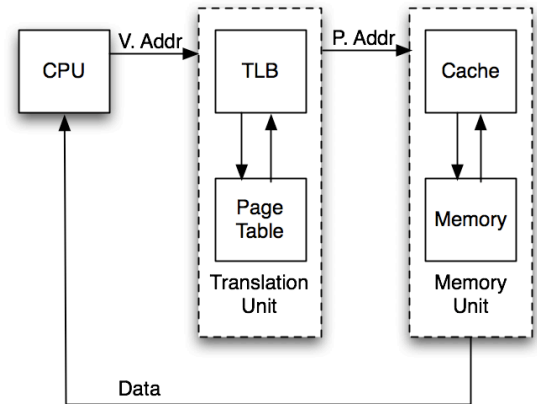 V. Addr
P. Addr
CPU
TLB
Cache
Page
Table
Memory
Translation
Unit
Memory
Unit
Data